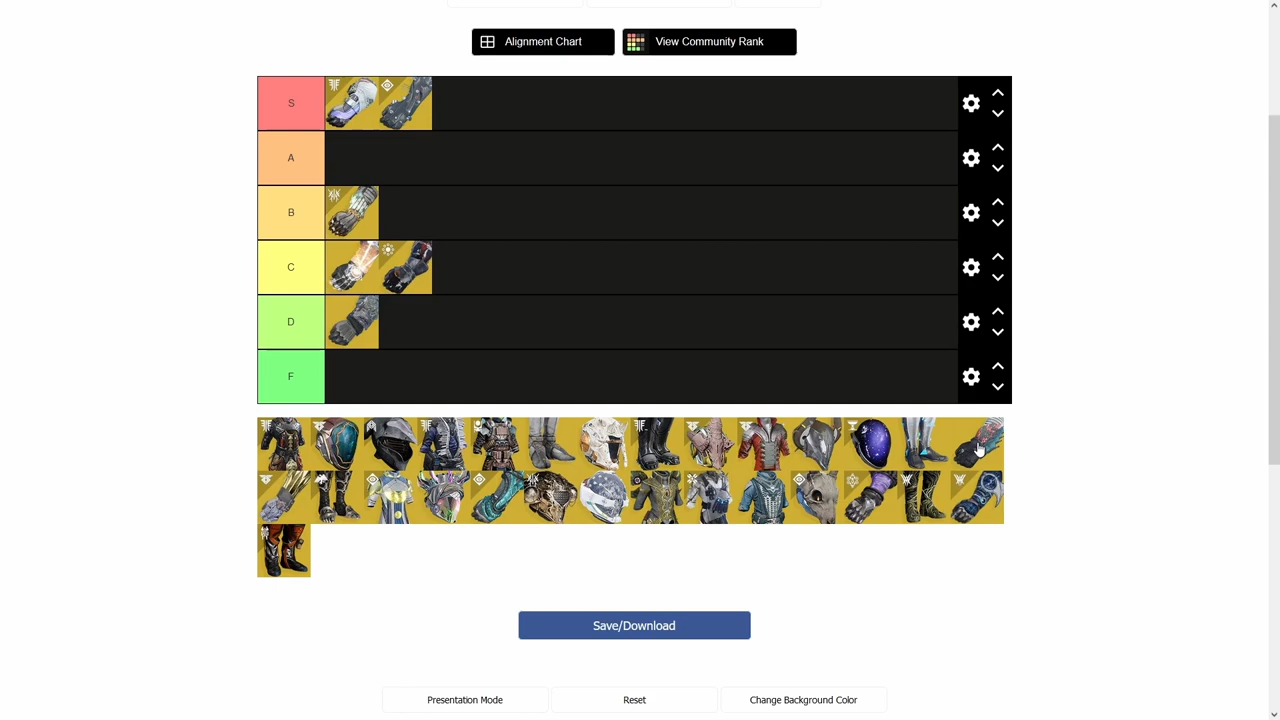 Alignment Chart
View Community Rank
S
A
B
C
D
F
Save/Download
Presentation Mode
Reset
Change Background Color